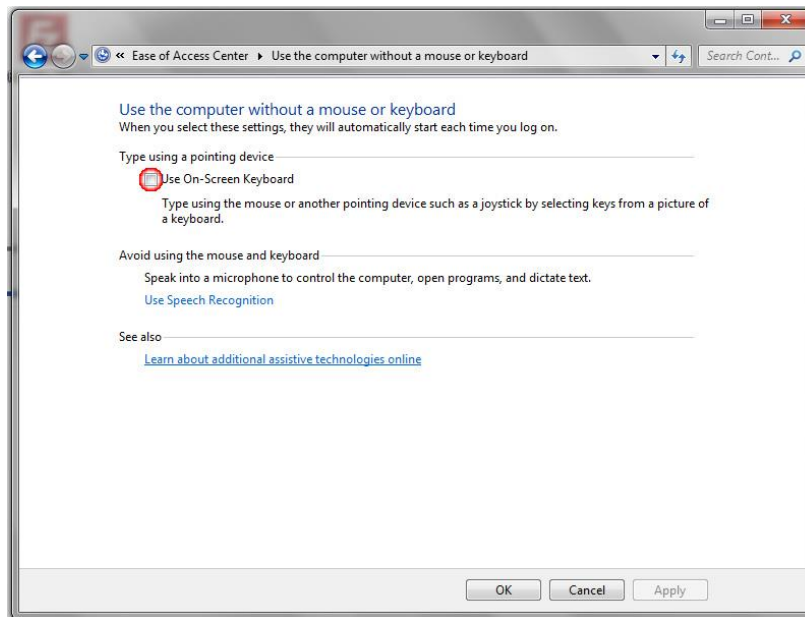 « Ease of Access Center ▸ Use the computer without a mouse or keyboard
Search Cont...
Use the computer without a mouse or keyboard
When you select these settings, they will automatically start each time you log on.
Type using a pointing device
Use On-Screen Keyboard
Type using the mouse or another pointing device such as a joystick by selecting keys from a picture of
a keyboard.
Avoid using the mouse and keyboard
Speak into a microphone to control the computer, open programs, and dictate text.
Use Speech Recognition
See also
Learn about additional assistive technologies online
OK Cancel Apply